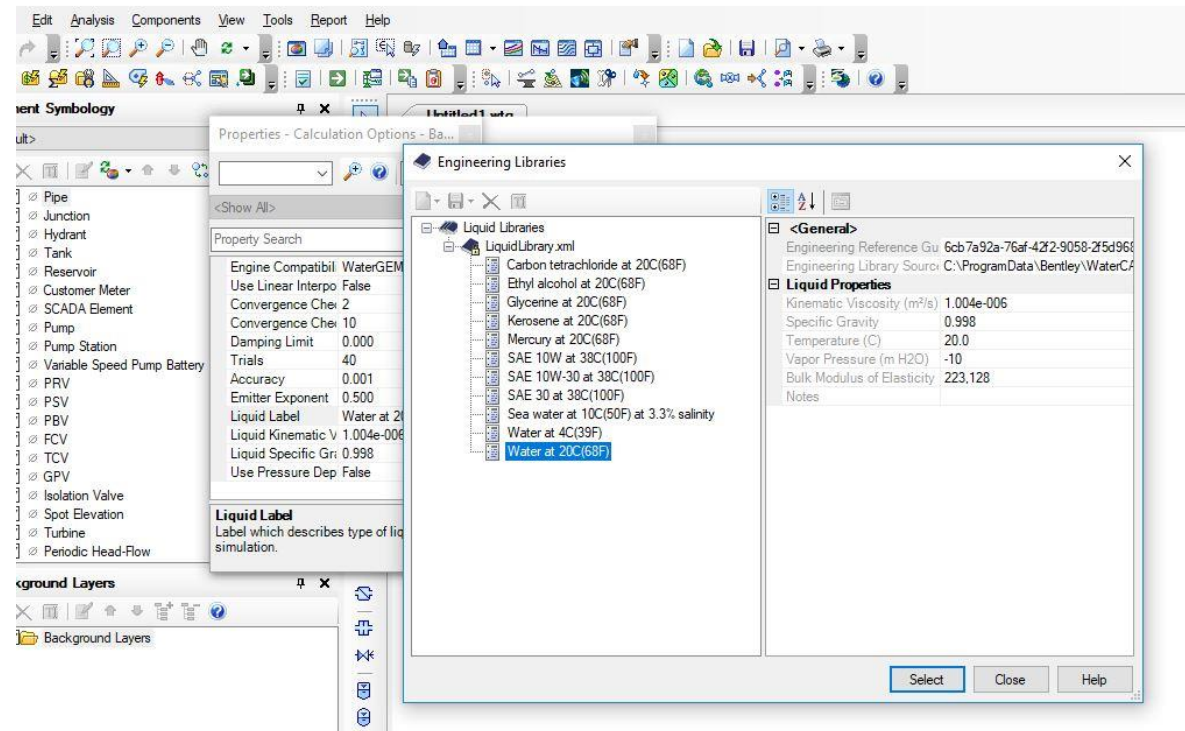 Edit Analysis Components View Tools Report Help
ent Symbology
Untitled1.wtg
ult>
Pipe
Junction
Hydrant
Tank
Reservoir
Customer Meter
SCADA Element
Pump
Pump Station
Variable Speed Pump Battery
PRV
PSV
PBV
FCV
TCV
GPV
Isolation Valve
Spot Elevation
Turbine
Periodic Head-Flow
kground Layers
Background Layers
Properties - Calculation Options - Ba...
<Show All>
Property Search
Engine Compatibil WaterGEM
Use Linear Interpo False
Convergence Chec 2
Convergence Chec 10
Damping Limit 0.000
Trials 40
Accuracy 0.001
Emitter Exponent 0.500
Liquid Label Water at 20
Liquid Kinematic V 1.004e-006
Liquid Specific Gra 0.998
Use Pressure Dep False
Liquid Label
Label which describes type of liq
simulation.
Engineering Libraries
Liquid Libraries
LiquidLibrary.xml
Carbon tetrachloride at 20C(68F)
Ethyl alcohol at 20C(68F)
Glycerine at 20C(68F)
Kerosene at 20C(68F)
Mercury at 20C(68F)
SAE 10W at 38C(100F)
SAE 10W-30 at 38C(100F)
SAE 30 at 38C(100F)
Sea water at 10C(50F) at 3.3% salinity
Water at 4C(39F)
Water at 20C(68F)
<General>
Engineering Reference Gu 6cb7a92a-76af-42f2-9058-2f5d968
Engineering Library Source C:\ProgramData\Bentley\WaterCA
Liquid Properties
Kinematic Viscosity (m²/s) 1.004e-006
Specific Gravity 0.998
Temperature (C) 20.0
Vapor Pressure (m H2O) -10
Bulk Modulus of Elasticity 223,128
Notes
Select Close Help